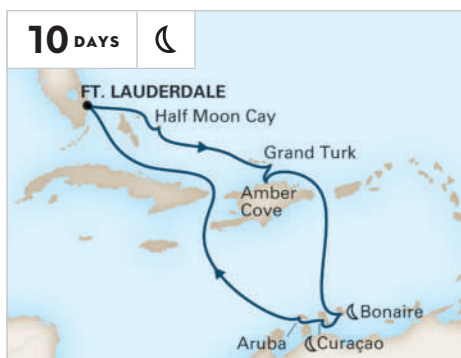 10 DAYS
FT. LAUDERDALE
Half Moon Cay
Grand Turk
Amber
Cove
Bonaire
Aruba
Curaçao